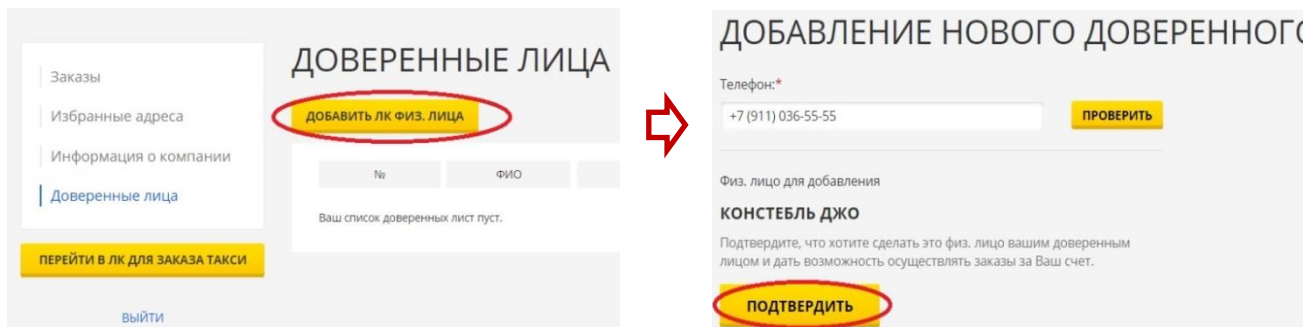 Заказы
Избранные адреса
Информация о компании
Доверенные лица
ПЕРЕЙТИ В ЛК ДЛЯ ЗАКАЗА ТАКСИ
ВЫЙТИ
ДОВЕРЕННЫЕ ЛИЦА
ДОБАВИТЬ ЛК ФИЗ. ЛИЦА
№ ФИО
Ваш список доверенных лист пуст.
ДОБАВЛЕНИЕ НОВОГО ДОВЕРЕННОГО
Телефон:*
+7 (911) 036-55-55 ПРОВЕРИТЬ
Физ. лицо для добавления
КОНСТЕБЛЬ ДЖО
Подтвердите, что хотите сделать это физ. лицо вашим доверенным
лицом и дать возможность осуществлять заказы за Ваш счет.
ПОДТВЕРДИТЬ